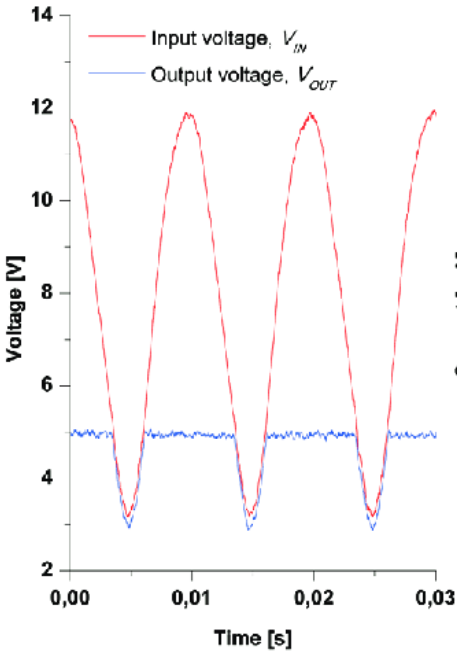 14
Input voltage, V_IN
Output voltage, V_OUT
12
10
8
6
4
2
Voltage [V]
0,00 0,01 0,02 0,03
Time [s]